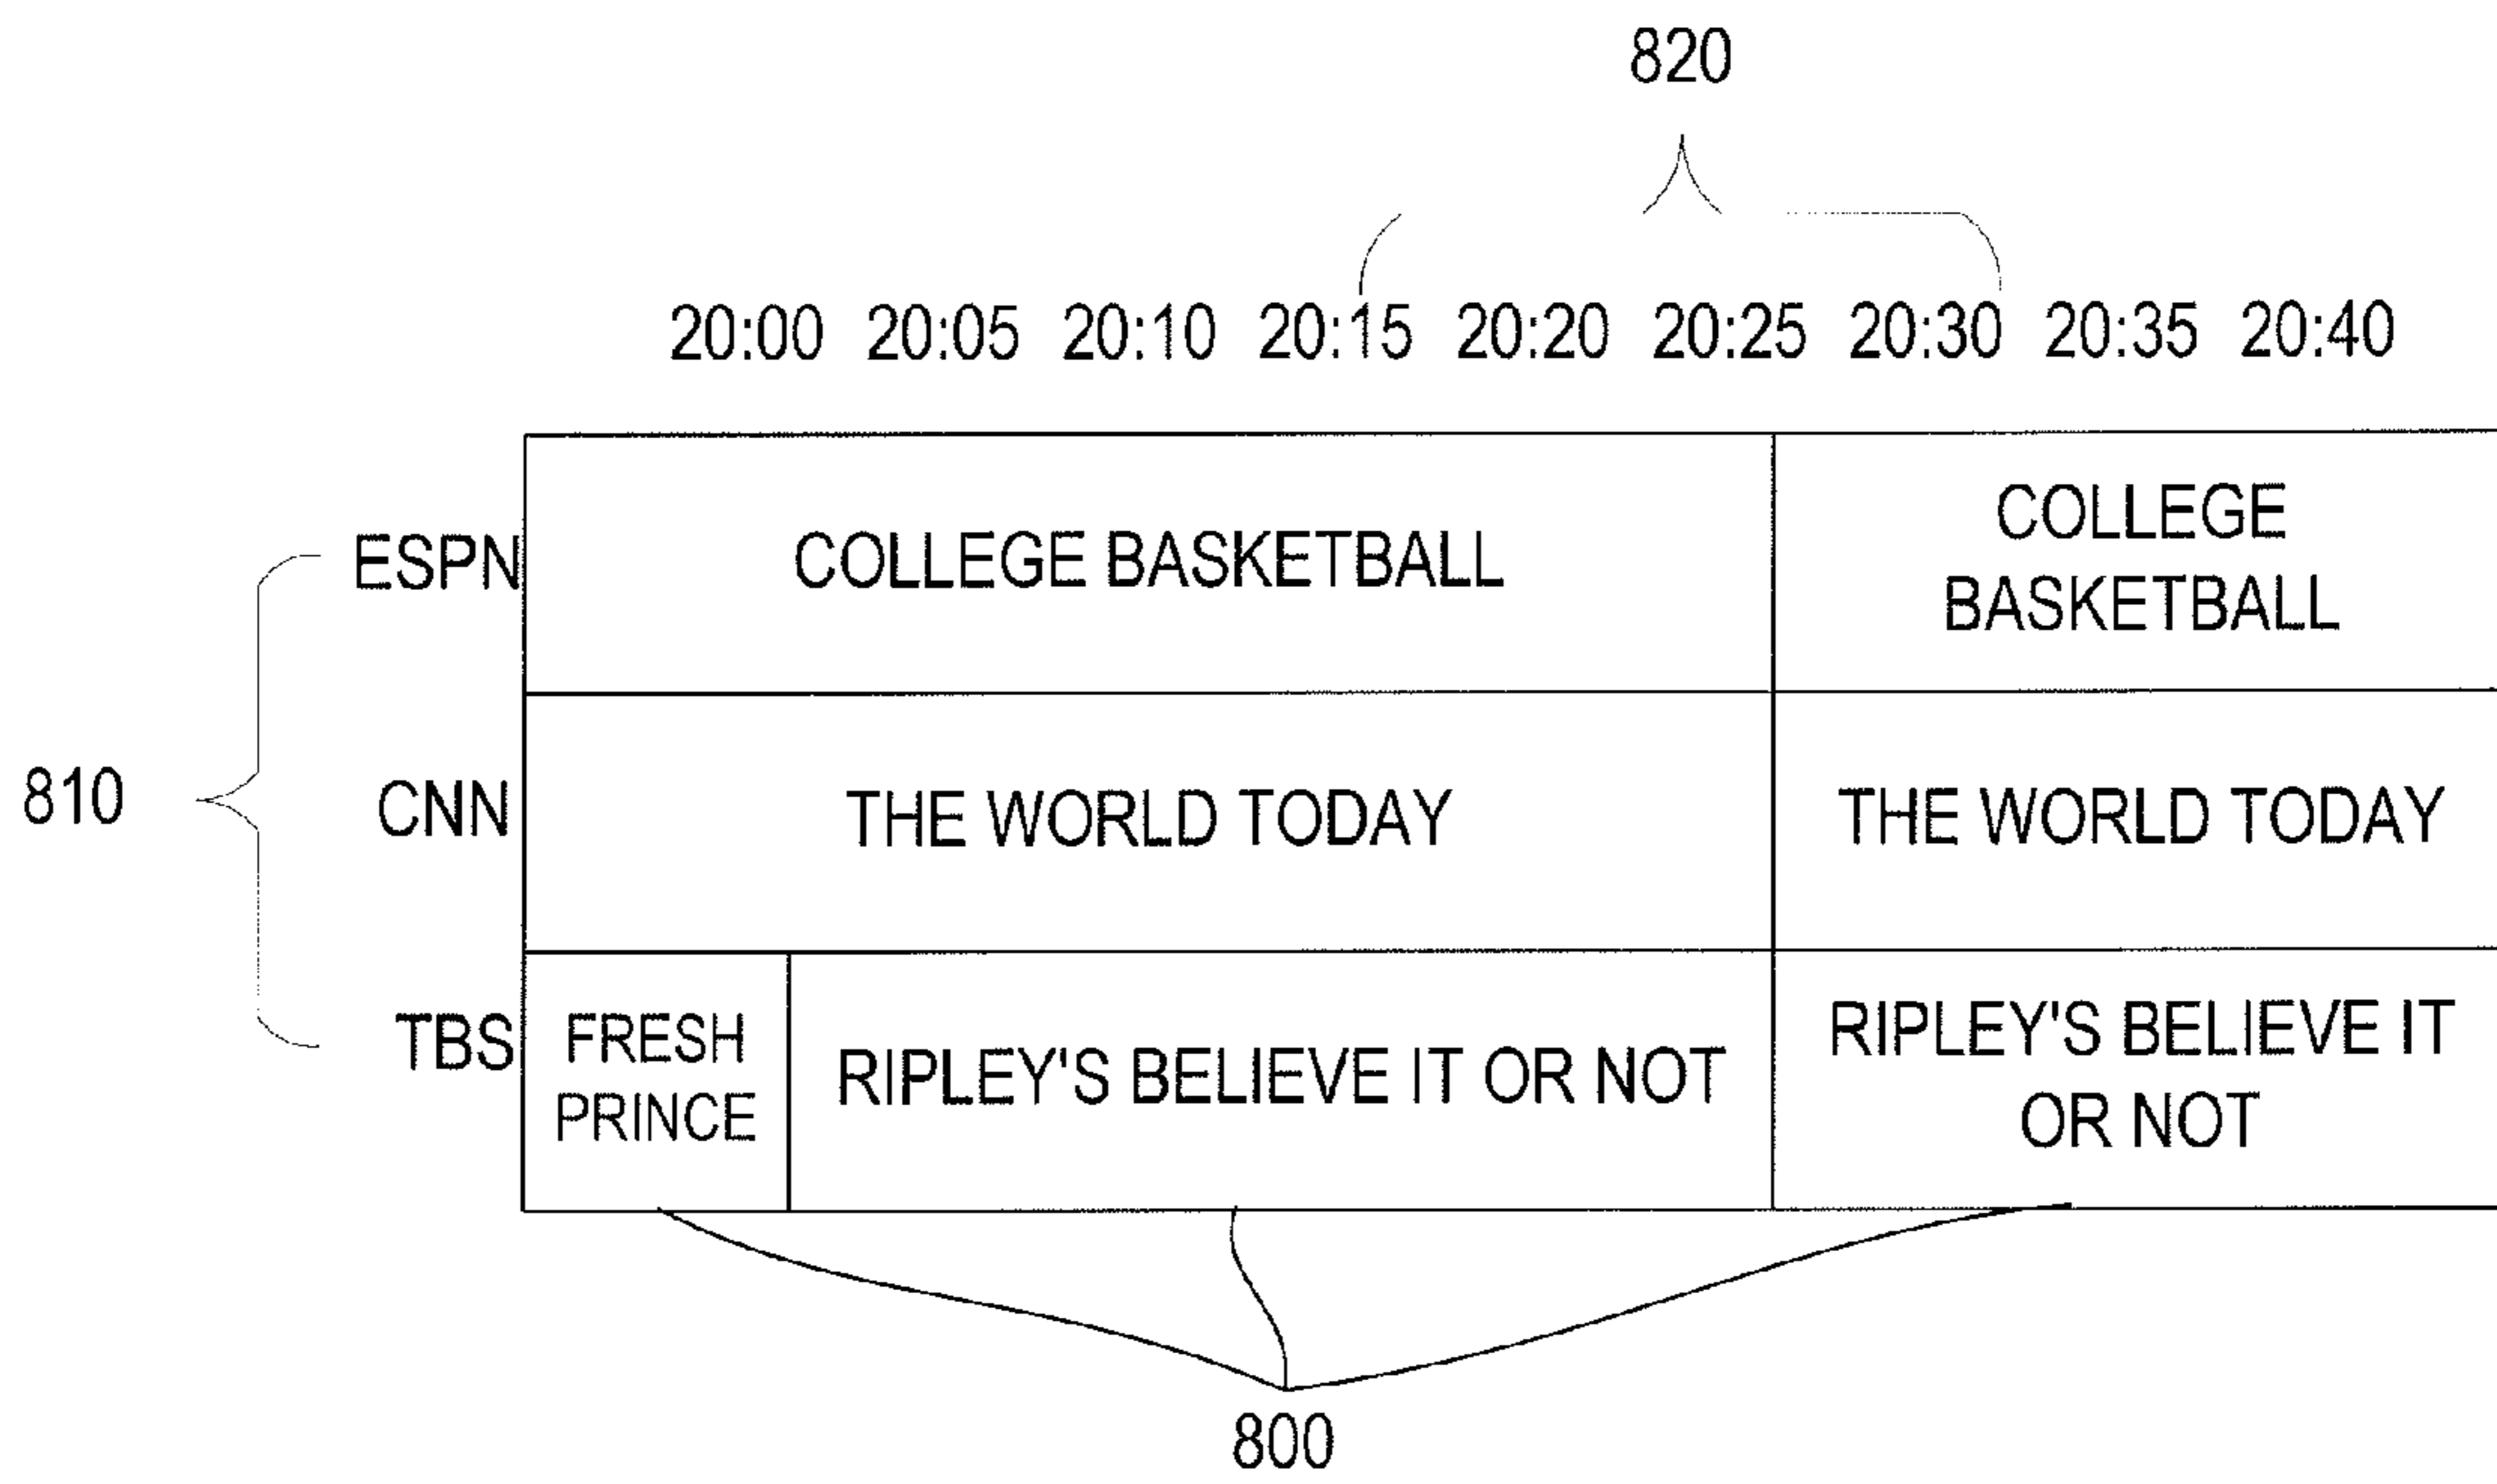 820
20:00 20:05 20:10 20:15 20:20 20:25 20:30 20:35 20:40
ESPN
COLLEGE BASKETBALL
COLLEGE
BASKETBALL
810
CNN
THE WORLD TODAY
THE WORLD TODAY
TBS
FRESH
PRINCE
RIPLEY'S BELIEVE IT OR NOT
RIPLEY'S BELIEVE IT
OR NOT
800